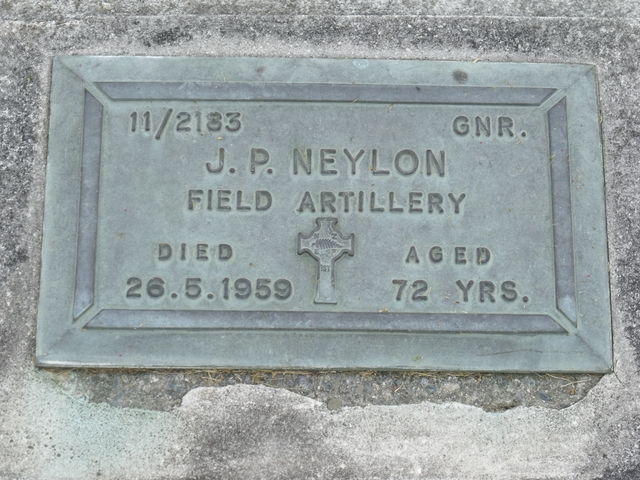 11/2183 GNR.
J. P. NEYLON
FIELD ARTILLERY
DIED AGED
26.5.1959 72 YRS.